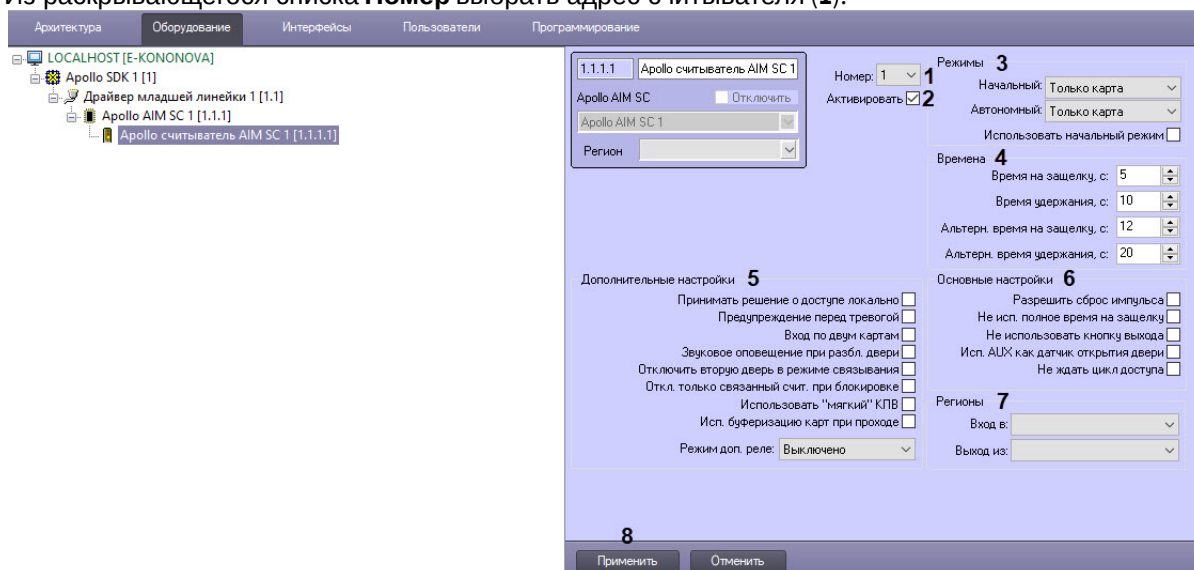 Из раскрывающегося списка Номер выбрать адрес считывателя (1).
Архитектура Оборудование Интерфейсы Пользователи Программирование
LOCALHOST [E-KONONOVA]
Apollo SDK 1 [1]
Драйвер младшей линейки 1 [1.1]
Apollo AIM SC 1 [1.1.1]
Apollo считыватель AIM SC 1 [1.1.1.1]
1.1.1.1 Apollo считыватель AIM SC 1
Apollo AIM SC Отключить
Apollo AIM SC 1
Регион
Номер: 1 1
Активировать 2
Режимы 3
Начальный: Только карта
Автономный: Только карта
Использовать начальный режим
Времена 4
Время на защелку, с: 5
Время удержания, с: 10
Альтерн. время на защелку, с: 12
Альтерн. время удержания, с: 20
Дополнительные настройки 5
Принимать решение о доступе локально
Предупреждение перед тревогой
Вход по двум картам
Звуковое оповещение при разбл. двери
Отключить вторую дверь в режиме связывания
Откл. только связанный счит. при блокировке
Использовать "мягкий" КПВ
Исп. буферизацию карт при проходе
Режим доп. реле: Выключено
Основные настройки 6
Разрешить сброс импульса
Не исп. полное время на защелку
Не использовать кнопку выхода
Исп. AUX как датчик открытия двери
Не ждать цикл доступа
Регионы 7
Вход в:
Выход из:
8
Применить Отменить